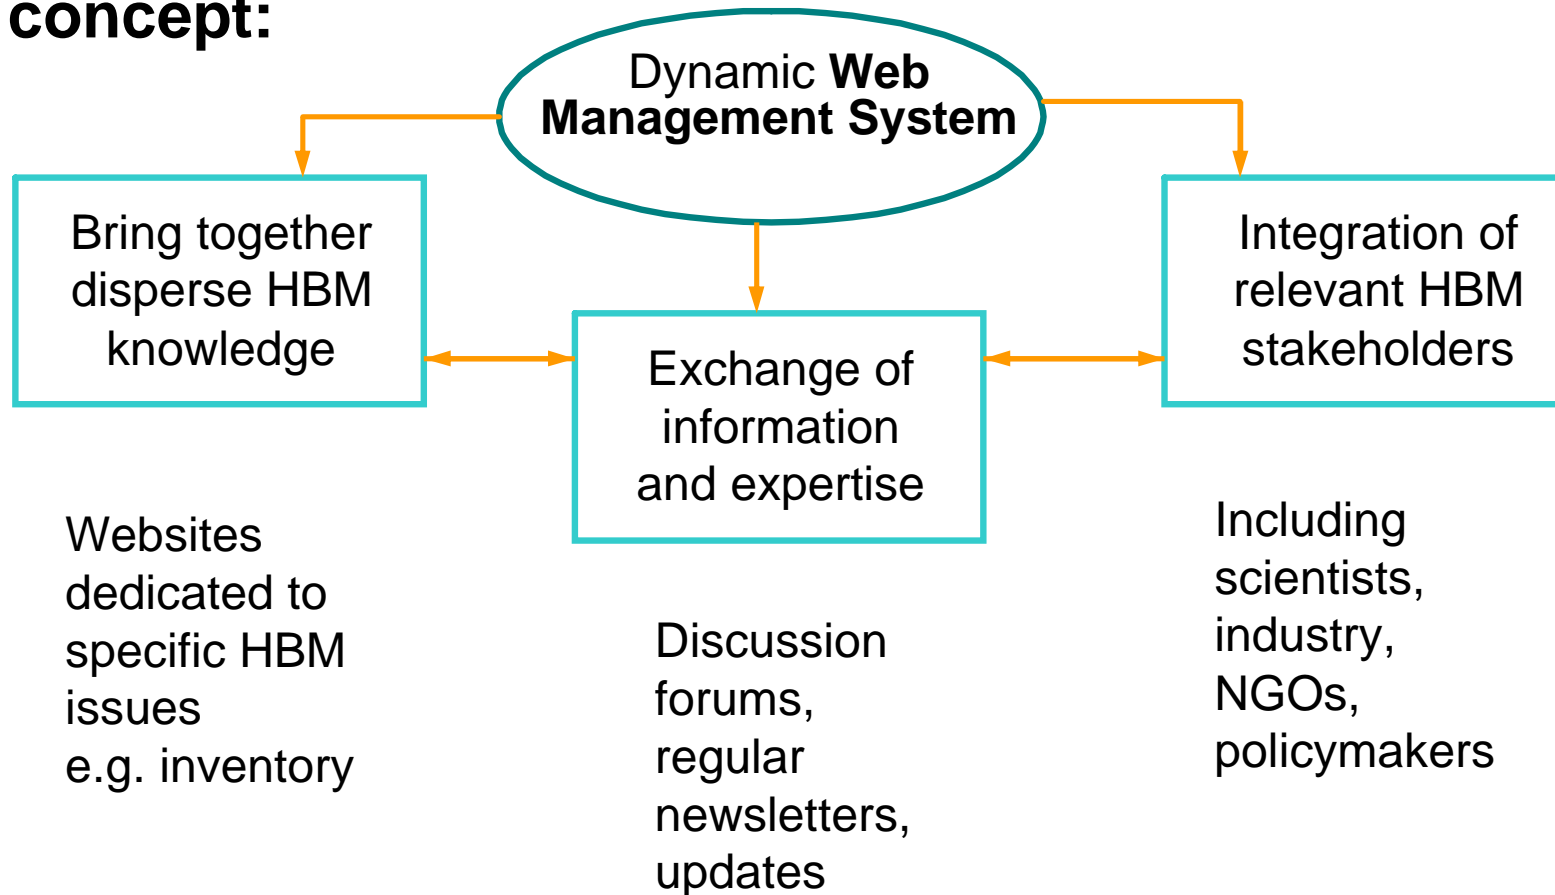 concept:
Dynamic Web
Management System
Bring together
disperse HBM
knowledge
Exchange of
information
and expertise
Integration of
relevant HBM
stakeholders
Websites
dedicated to
specific HBM
issues
e.g. inventory
Discussion
forums,
regular
newsletters,
updates
Including
scientists,
industry,
NGOs,
policymakers